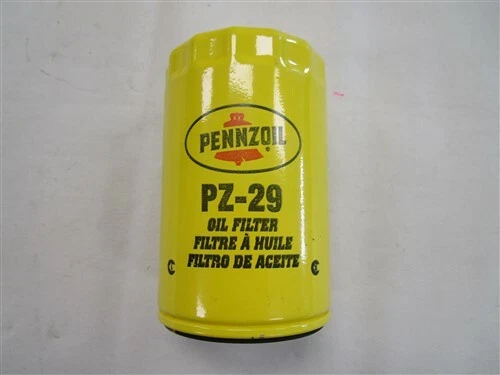 PENNZOIL®
PZ-29
OIL FILTER
FILTRE À HUILE
FILTRO DE ACEITE